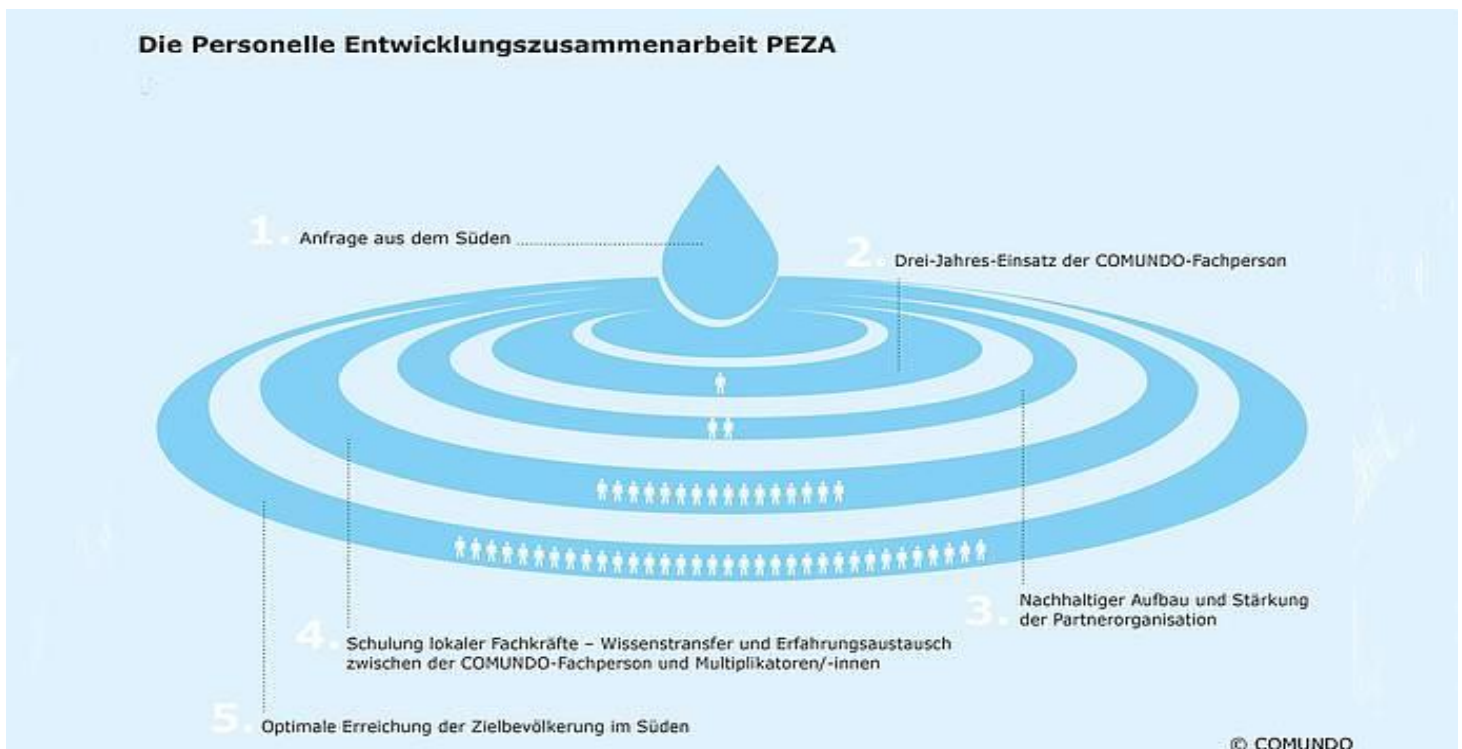 Die Personelle Entwicklungszusammenarbeit PEZA
1. Anfrage aus dem Süden
2. Drei-Jahres-Einsatz der COMUNDO-Fachperson
3. Nachhaltiger Aufbau und Stärkung
der Partnerorganisation
4. Schulung lokaler Fachkräfte – Wissenstransfer und Erfahrungsaustausch
zwischen der COMUNDO-Fachperson und Multiplikatoren/-innen
5. Optimale Erreichung der Zielbevölkerung im Süden
© COMUNDO